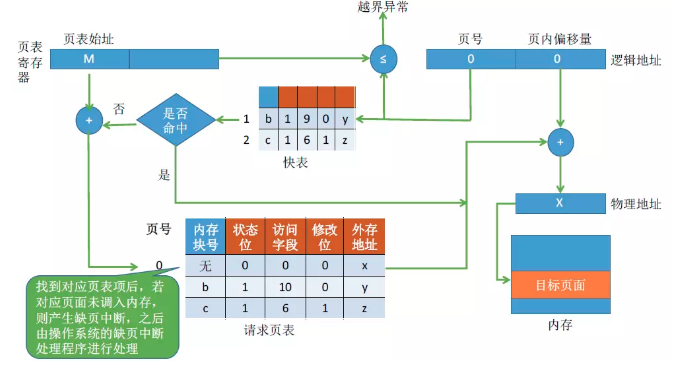 越界异常
页表始址
页号
页内偏移量
页表
寄存
器
M
≤
0
0
逻辑地址
否
是否
命中
+
1
b
1
9
0
y
2
c
1
6
1
z
快表
+
是
X
物理地址
页号
内存
块号
状态
位
访问
字段
修改
位
外存
地址
0
无
0
0
0
x
b
1
10
0
y
c
1
6
1
z
请求页表
目标页面
内存
找到对应页表项后，若
对应页面未调入内存，
则产生缺页中断，之后
由操作系统的缺页中断
处理程序进行处理